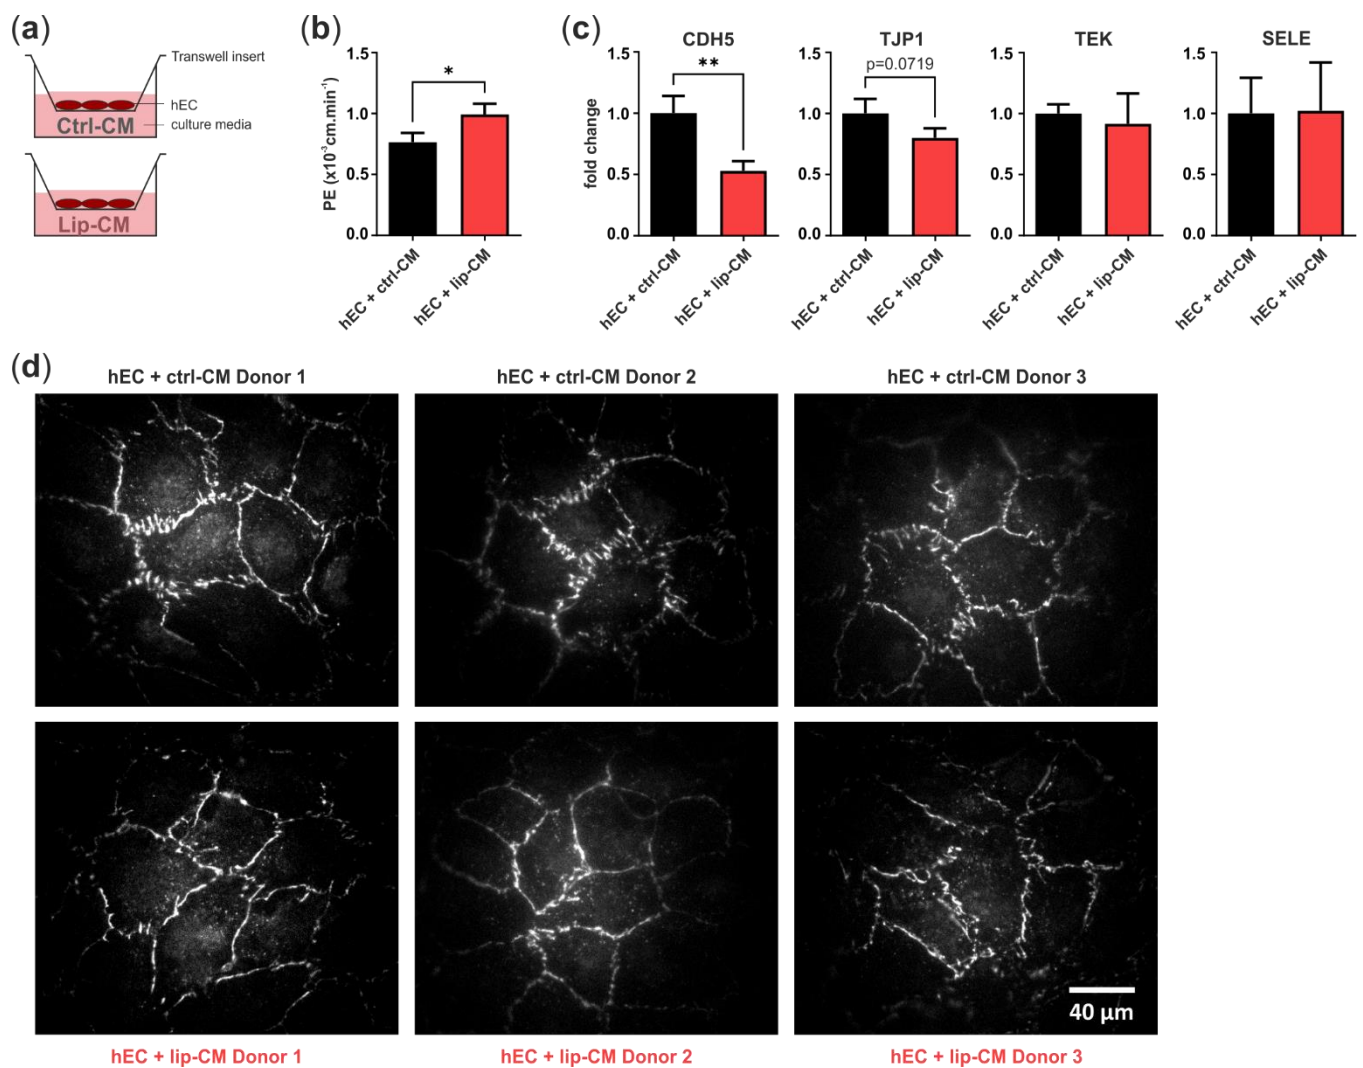 (a)
Transwell insert
hEC
culture media
Ctrl-CM
Lip-CM
(b)
PE (x10⁻³cm.min⁻¹)
1.5
1.0
0.5
0.0
*
hEC + ctrl-CM
hEC + lip-CM
(c)
fold change
CDH5
1.5
1.0
0.5
0.0
**
hEC + ctrl-CM
hEC + lip-CM
TJP1
1.5
1.0
0.5
0.0
p=0.0719
hEC + ctrl-CM
hEC + lip-CM
TEK
1.5
1.0
0.5
0.0
hEC + ctrl-CM
hEC + lip-CM
SELE
1.5
1.0
0.5
0.0
hEC + ctrl-CM
hEC + lip-CM
(d)
hEC + ctrl-CM Donor 1
hEC + ctrl-CM Donor 2
hEC + ctrl-CM Donor 3
40 µm
hEC + lip-CM Donor 1
hEC + lip-CM Donor 2
hEC + lip-CM Donor 3